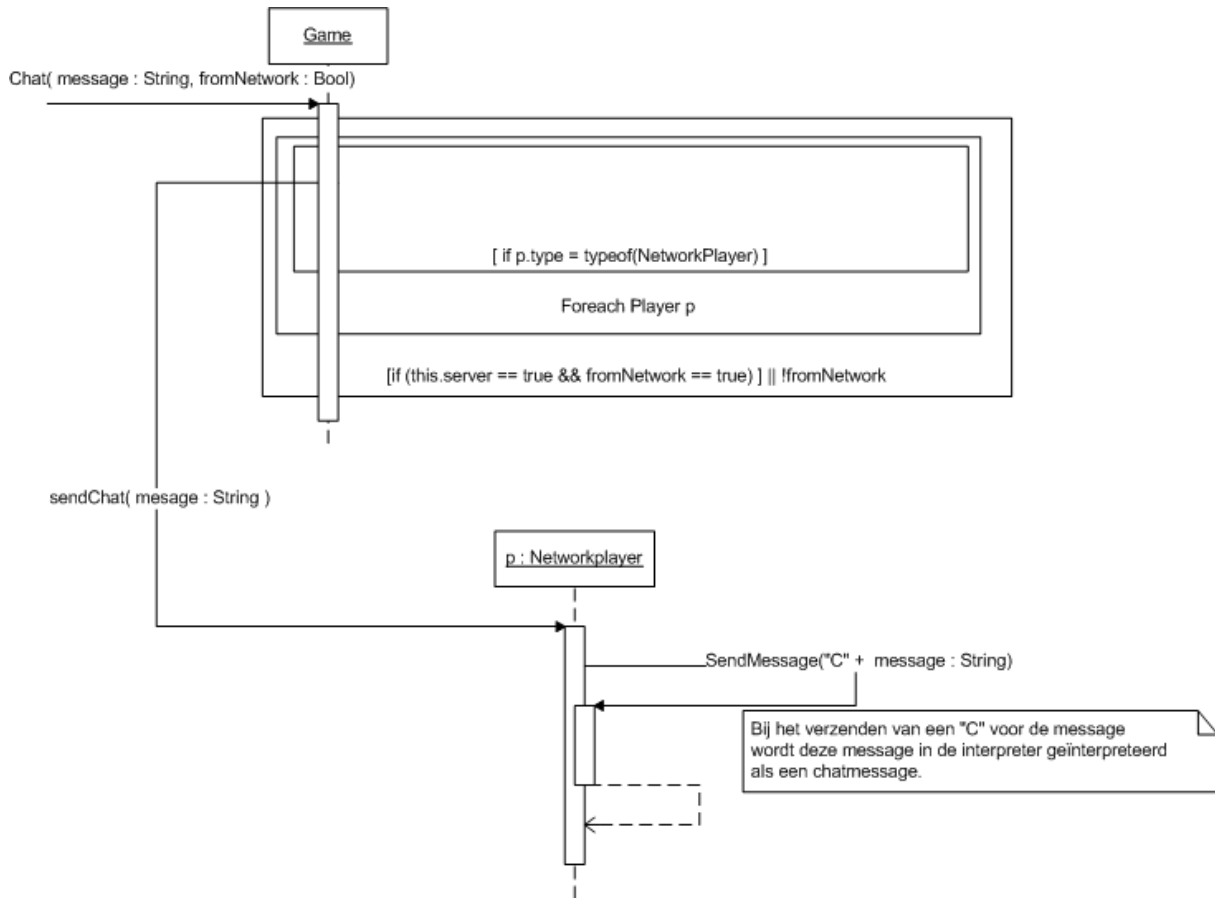 Game
Chat( message : String, fromNetwork : Bool)
[ if p.type = typeof(NetworkPlayer) ]
Foreach Player p
[if (this.server == true && fromNetwork == true) ] || !fromNetwork
sendChat( mesage : String )
p : Networkplayer
SendMessage("C" + message : String)
Bij het verzenden van een "C" voor de message
wordt deze message in de interpreter geïnterpreteerd
als een chatmessage.